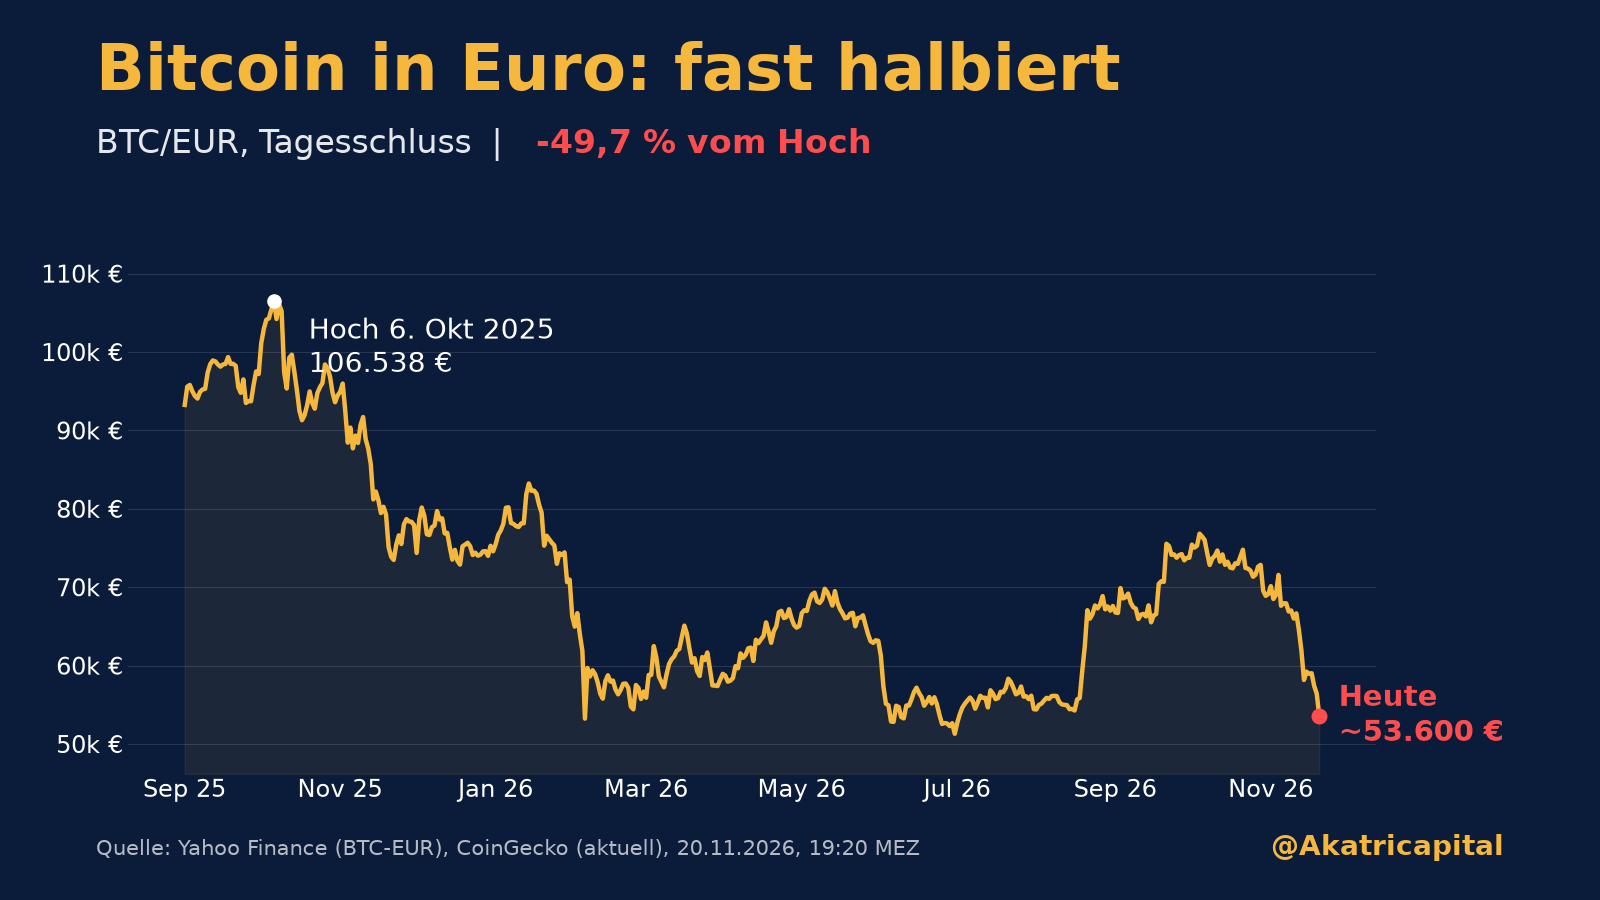 Bitcoin in Euro: fast halbiert
BTC/EUR, Tagesschluss | -49,7 % vom Hoch
110k €
100k €
90k €
80k €
70k €
60k €
50k €
Hoch 6. Okt 2025
106.538 €
Heute
~53.600 €
Sep 25 Nov 25 Jan 26 Mar 26 May 26 Jul 26 Sep 26 Nov 26
Quelle: Yahoo Finance (BTC-EUR), CoinGecko (aktuell), 20.11.2026, 19:20 MEZ
@Akatricapital